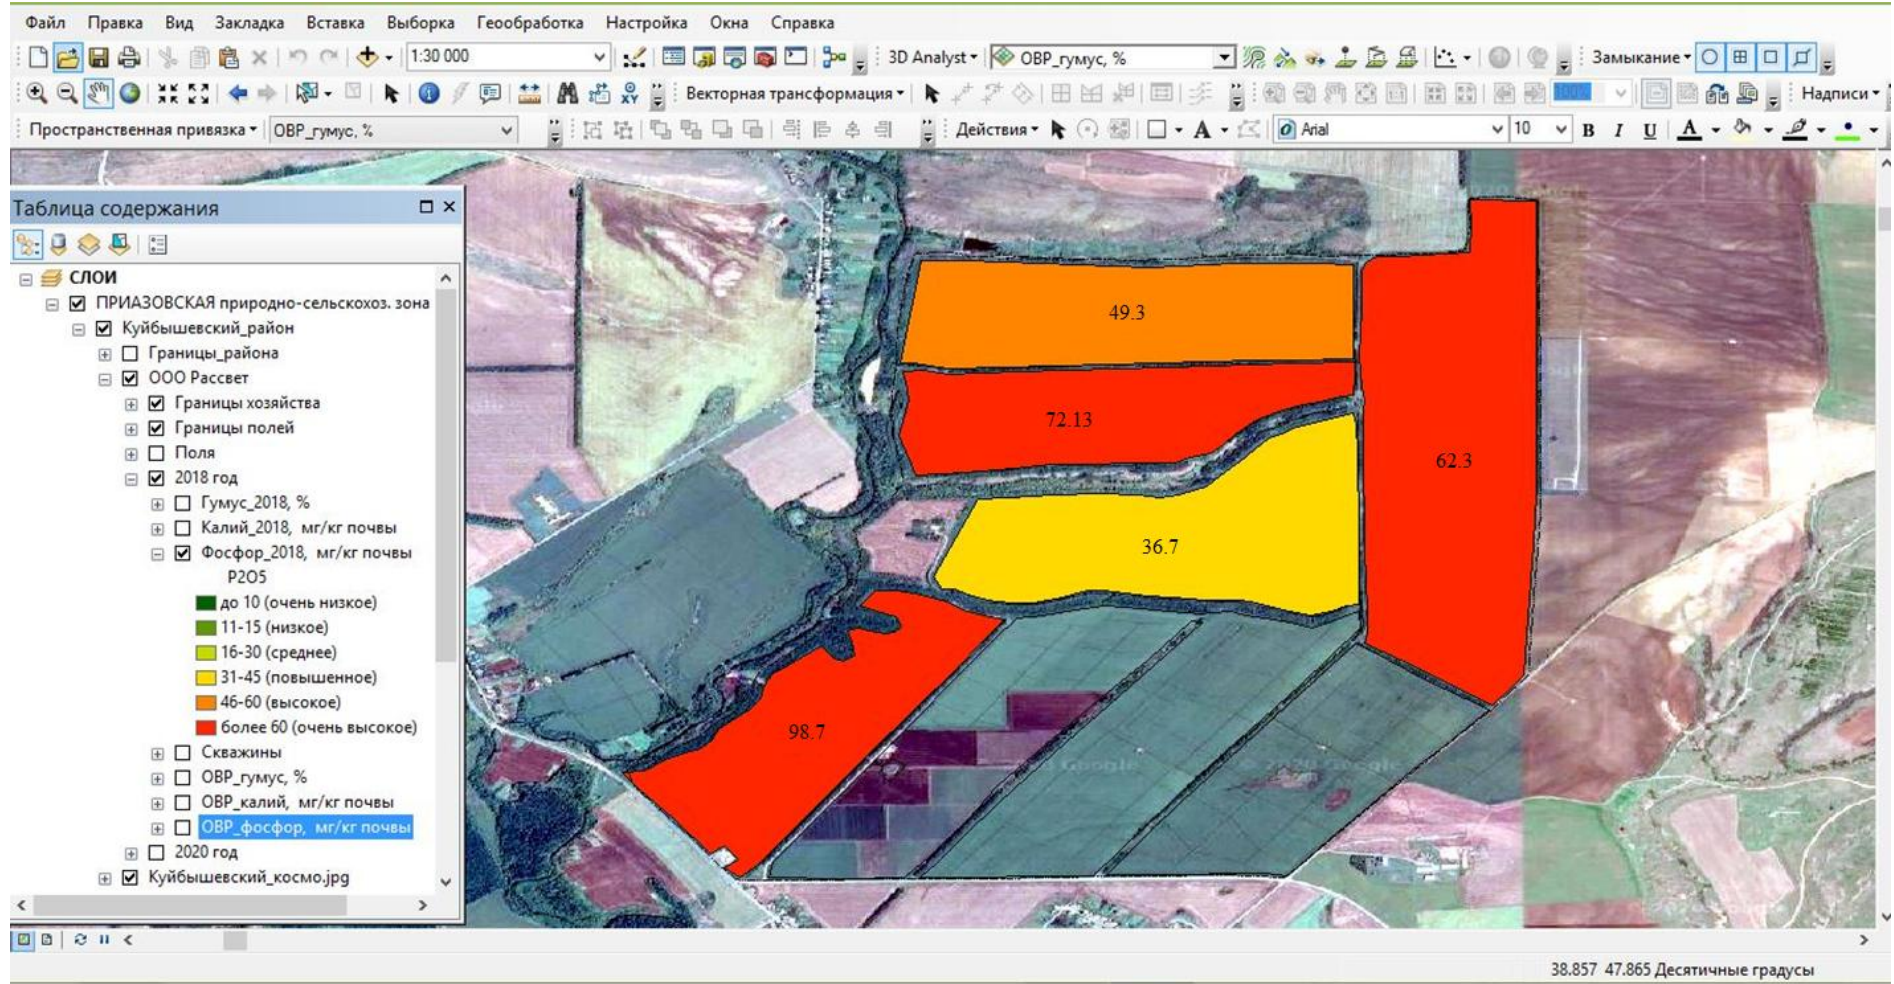 Файл Правка Вид Закладка Вставка Выборка Геообработка Настройка Окна Справка
1:30 000 3D Analyst ОВР_гумус, % Замыкание
Векторная трансформация 100% Надписи
Пространственная привязка ОВР_гумус, % Действия A Arial 10 B I U A
Таблица содержания
СЛОИ
ПРИАЗОВСКАЯ природно-сельскохоз. зона
Куйбышевский_район
Границы_района
ООО Рассвет
Границы хозяйства
Границы полей
Поля
2018 год
Гумус_2018, %
Калий_2018, мг/кг почвы
Фосфор_2018, мг/кг почвы
P2O5
до 10 (очень низкое)
11-15 (низкое)
16-30 (среднее)
31-45 (повышенное)
46-60 (высокое)
более 60 (очень высокое)
Скважины
ОВР_гумус, %
ОВР_калий, мг/кг почвы
ОВР_фосфор, мг/кг почвы
2020 год
Куйбышевский_космо.jpg
49.3
72.13
62.3
36.7
98.7
Google
© 2020 Google
38.857 47.865 Десятичные градусы